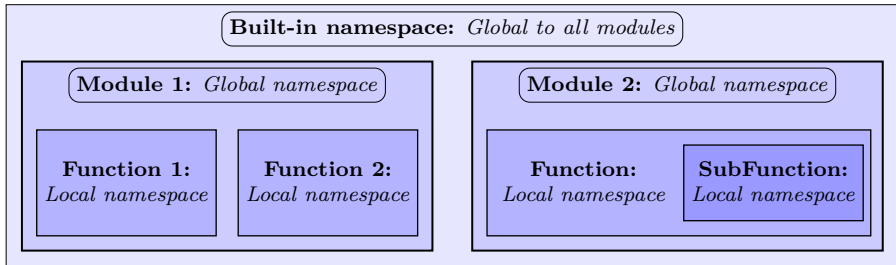 Built-in namespace: Global to all modules
Module 1: Global namespace
Function 1:
Local namespace
Function 2:
Local namespace
Module 2: Global namespace
Function:
Local namespace
SubFunction:
Local namespace